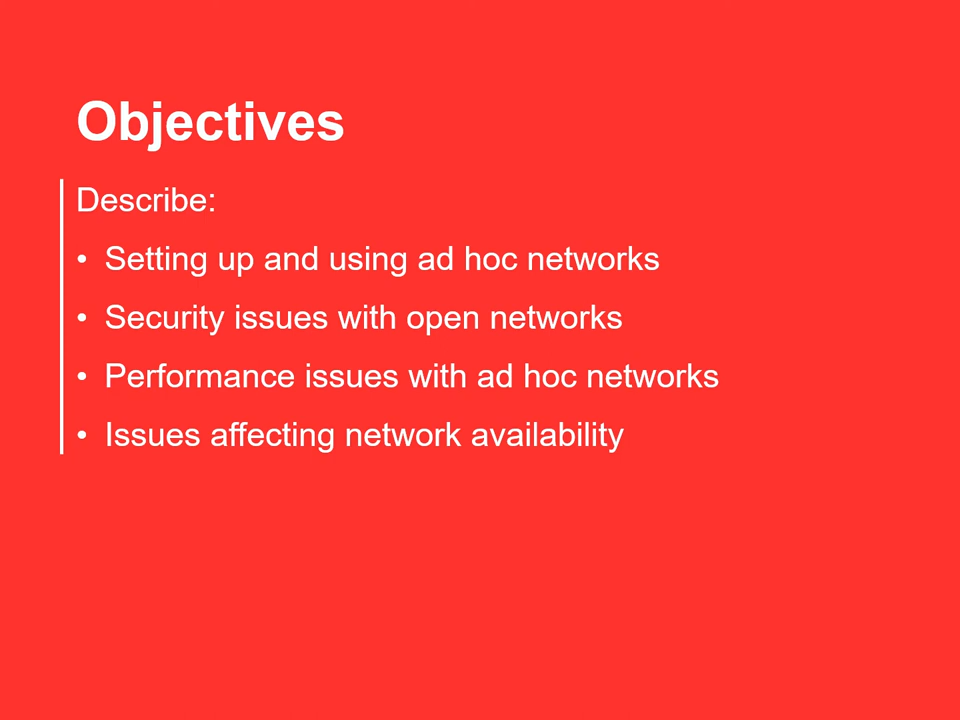 Objectives
Describe:
• Setting up and using ad hoc networks
• Security issues with open networks
• Performance issues with ad hoc networks
• Issues affecting network availability